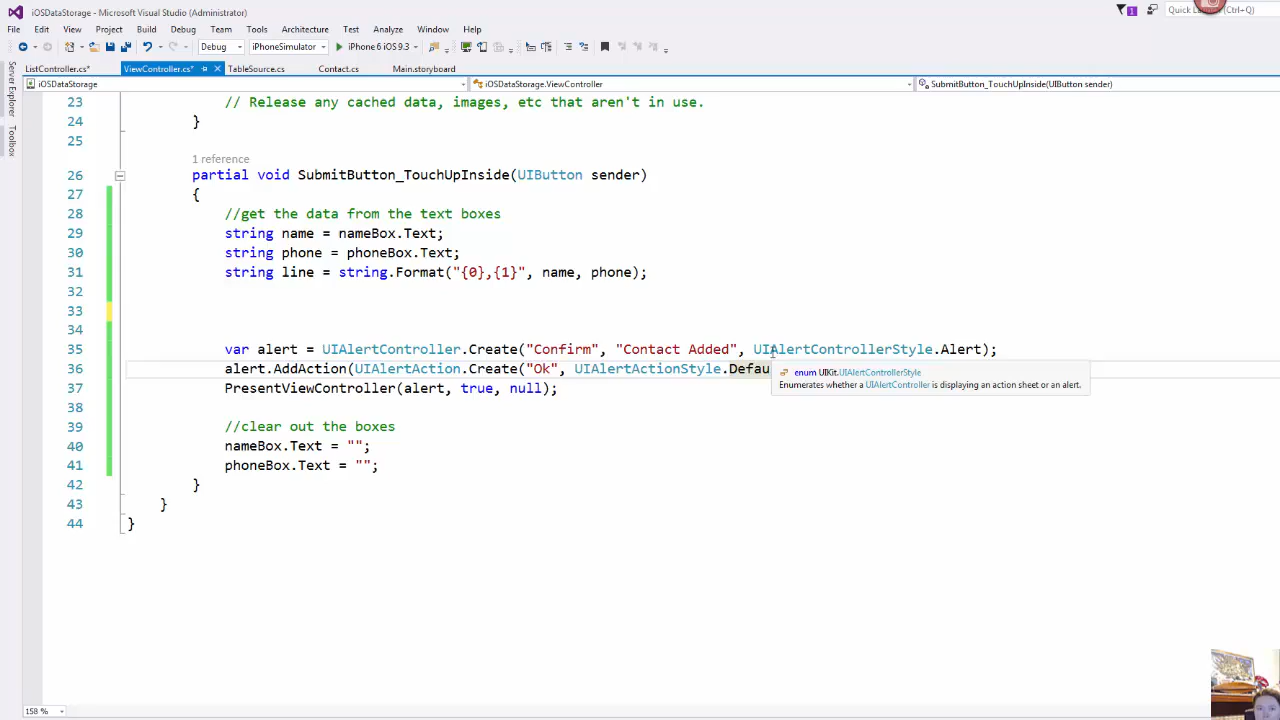 iOSDataStorage - Microsoft Visual Studio (Administrator)
1
Quick
File Edit View Project Build Debug Team Tools Architecture Test Analyze Window Help
Debug iPhoneSimulator iPhone 6 iOS 9.3
ListController.cs* ViewController.cs* TableSource.cs Contact.cs Main.storyboard
iOSDataStorage iOSDataStorage.ViewController SubmitButton_TouchUpInside(UIButton sender)
Server Explorer
Toolbox
23 // Release any cached data, images, etc that aren't in use.
24 }
25
1 reference
26 partial void SubmitButton_TouchUpInside(UIButton sender)
27 {
28 //get the data from the text boxes
29 string name = nameBox.Text;
30 string phone = phoneBox.Text;
31 string line = string.Format("{0},{1}", name, phone);
32
33
34
35 var alert = UIAlertController.Create("Confirm", "Contact Added", UIAlertControllerStyle.Alert);
36 alert.AddAction(UIAlertAction.Create("Ok", UIAlertActionStyle.Defau
enum UIKit.UIAlertControllerStyle
Enumerates whether a UIAlertController is displaying an action sheet or an alert.
37 PresentViewController(alert, true, null);
38
39 //clear out the boxes
40 nameBox.Text = "";
41 phoneBox.Text = "";
42 }
43 }
44 }
158 %